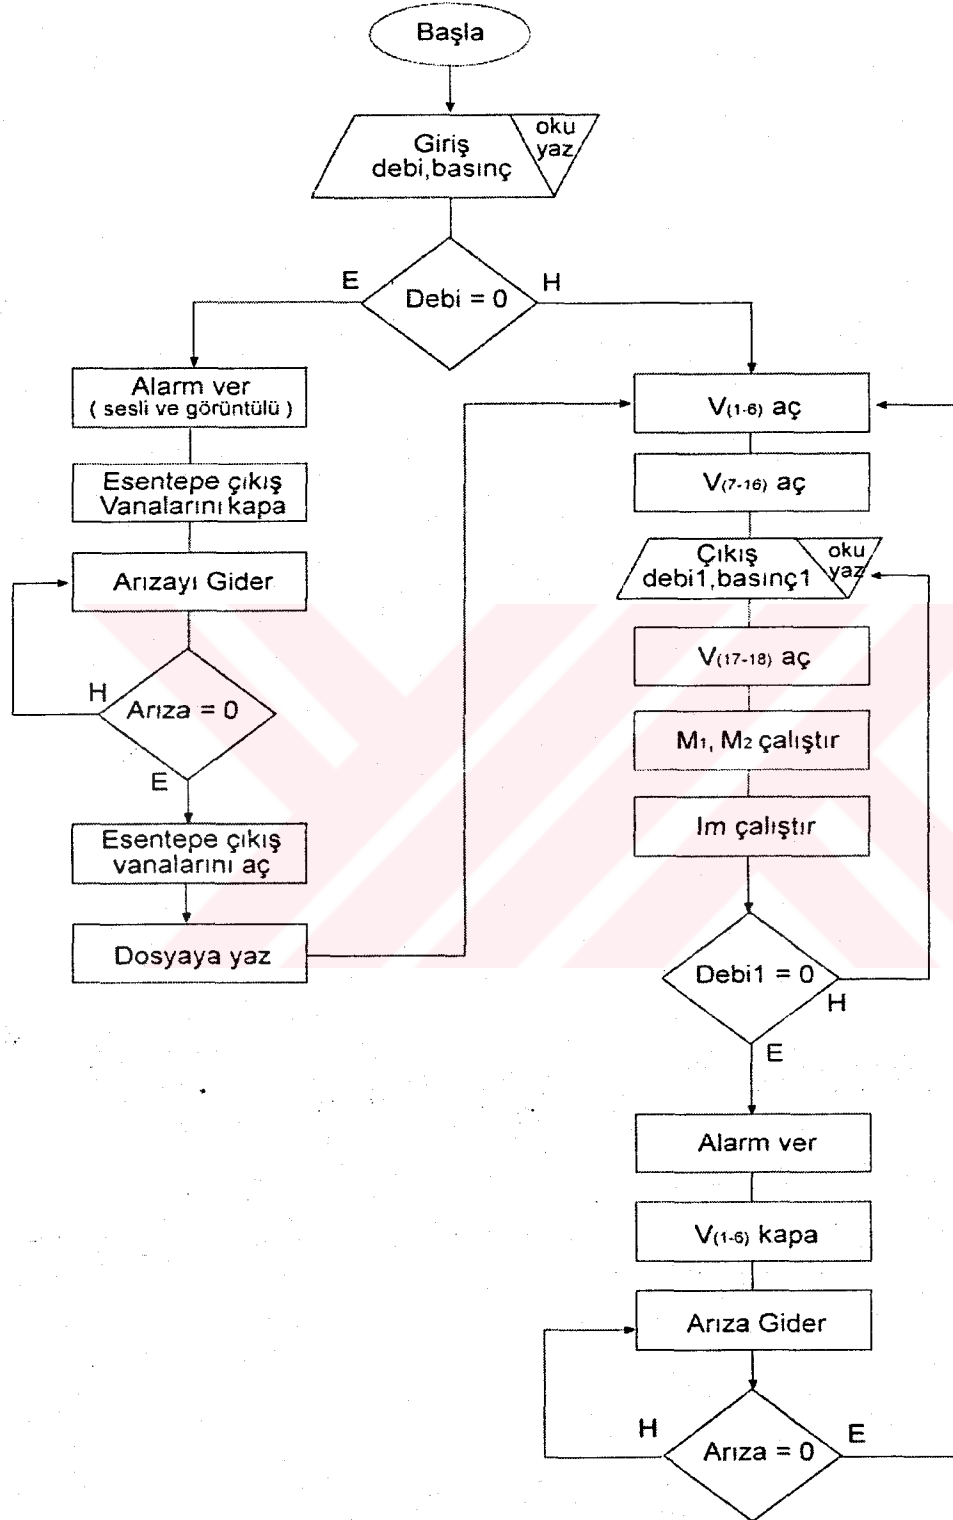 Başla
Giriş
debi,basınç
oku
yaz
E
H
Debi = 0
Alarm ver
( sesli ve görüntülü )
Esentepe çıkış
Vanalarını kapa
Arızayı Gider
H
Arıza = 0
E
Esentepe çıkış
vanalarını aç
Dosyaya yaz
V(1-6) aç
V(7-16) aç
Çıkış
debi1,basınç1
oku
yaz
V(17-18) aç
M1, M2 çalıştır
Im çalıştır
Debi1 = 0
H
E
Alarm ver
V(1-6) kapa
Arıza Gider
H
Arıza = 0
E